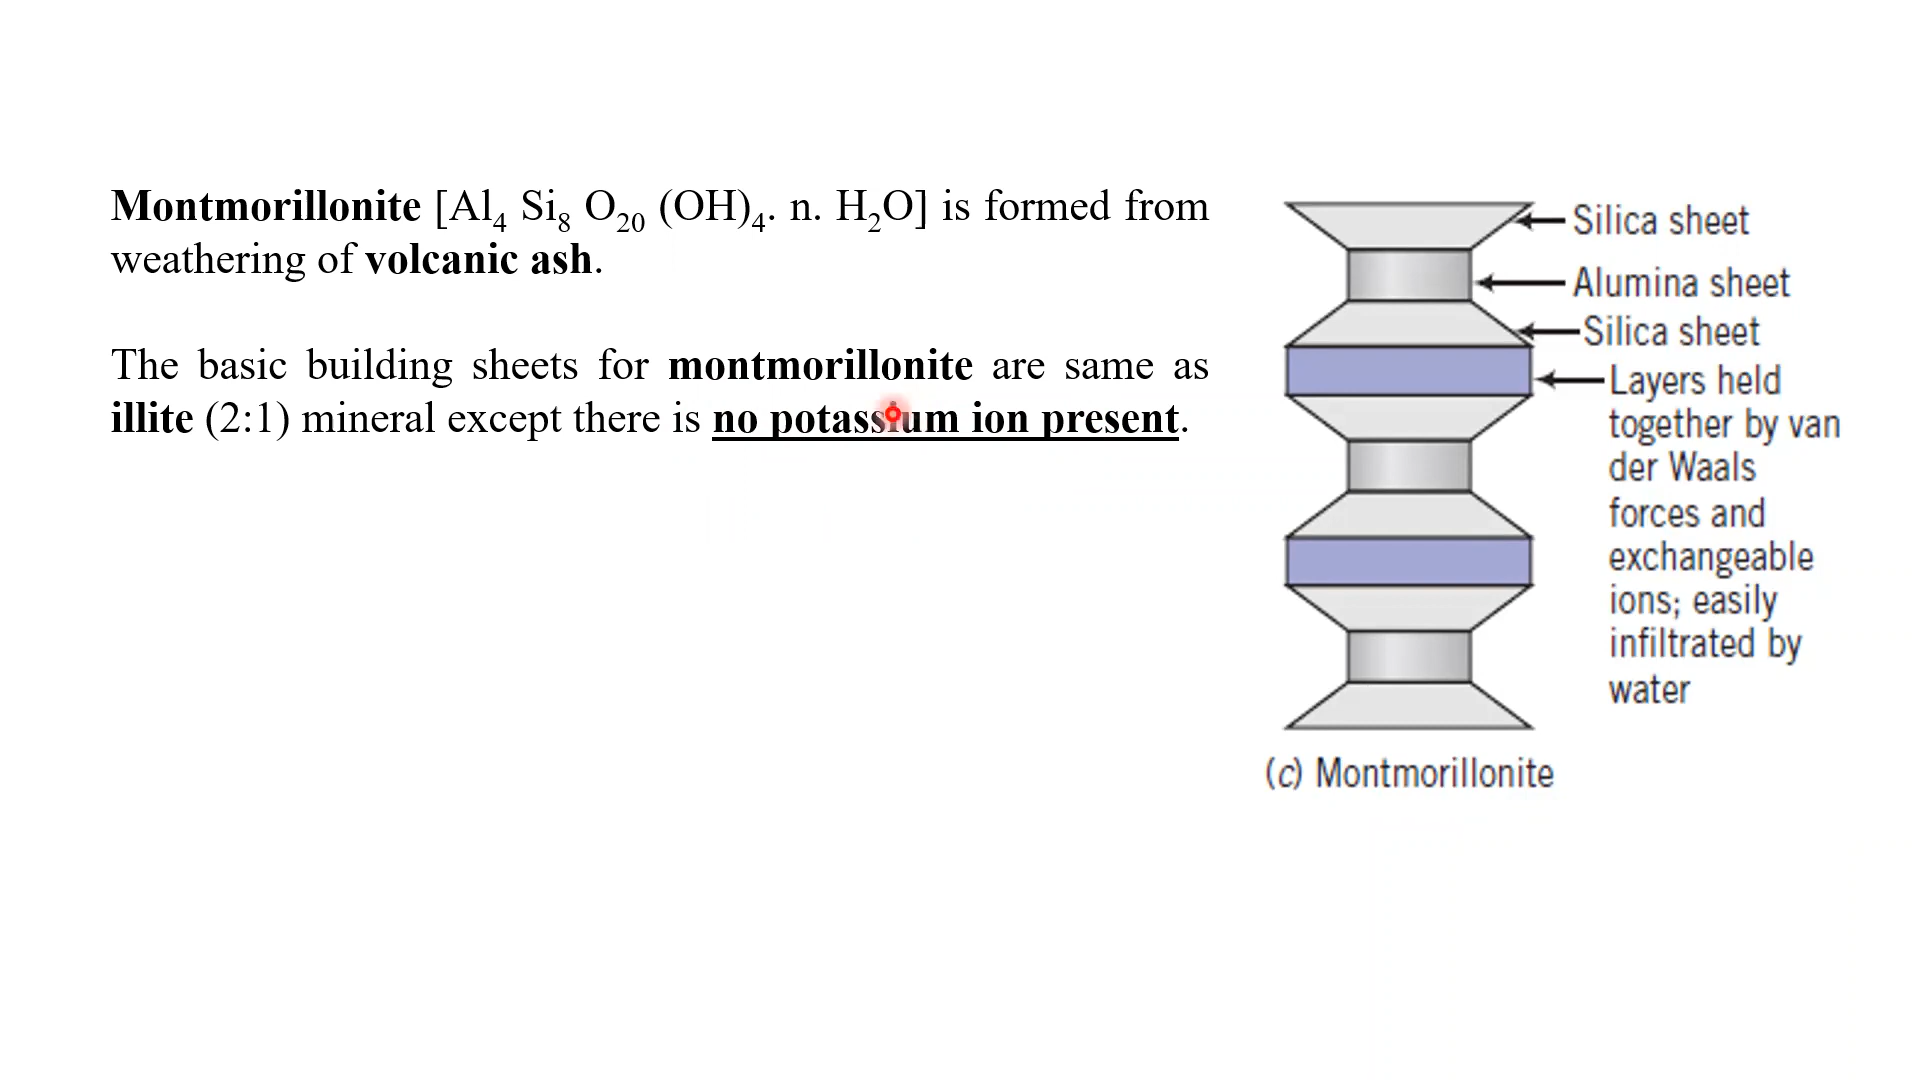 Montmorillonite [Al4 Si8 O20 (OH)4. n. H2O] is formed from
weathering of volcanic ash.
The basic building sheets for montmorillonite are same as
illite (2:1) mineral except there is no potassium ion present.
Silica sheet
Alumina sheet
Silica sheet
Layers held
together by van
der Waals
forces and
exchangeable
ions; easily
infiltrated by
water
(c) Montmorillonite